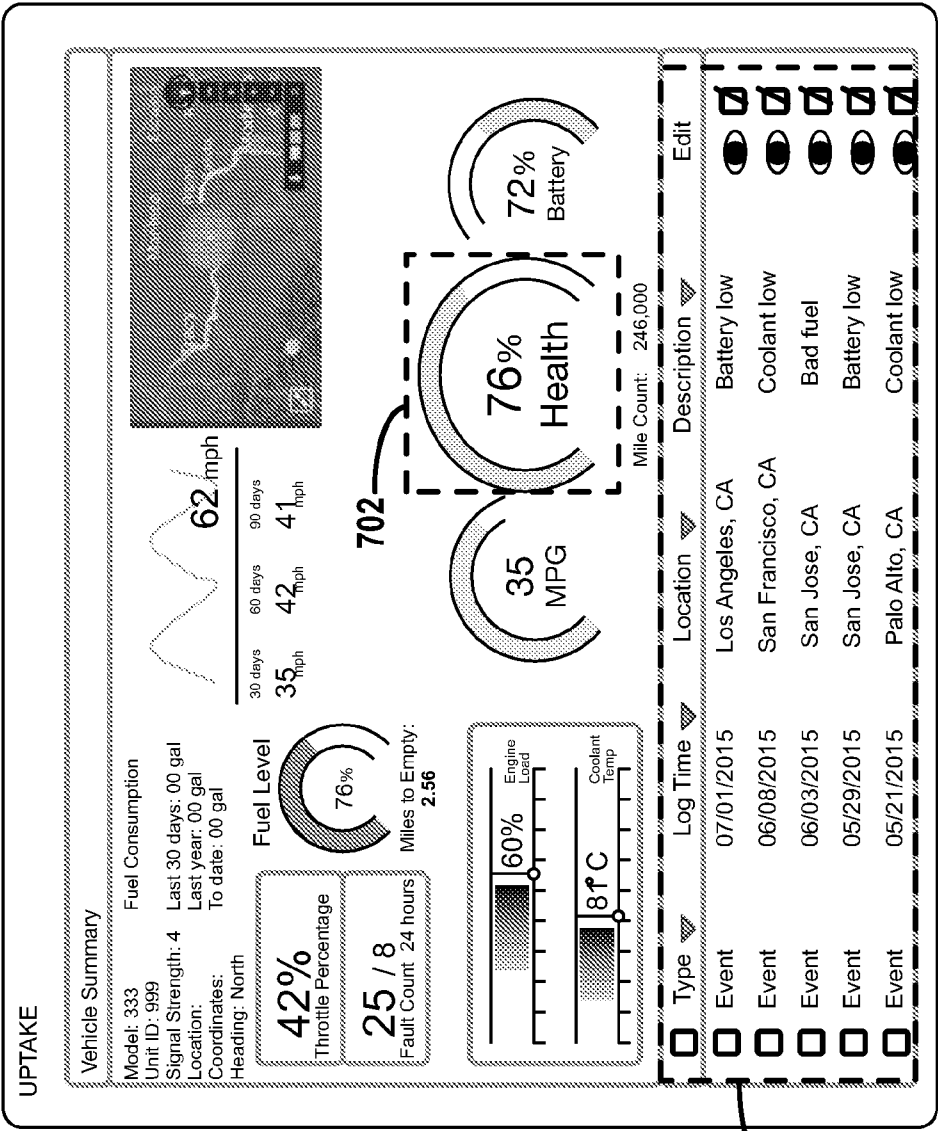 UPTAKE
Vehicle Summary
Model: 333
Unit ID: 999
Signal Strength: 4
Location:
Coordinates:
Heading: North
Fuel Consumption
Last 30 days: 00 gal
Last year: 00 gal
To date: 00 gal
62 mph
30 days 60 days 90 days
35 mph 42 mph 41 mph
42%
Throttle Percentage
25 / 8
Fault Count 24 hours
Fuel Level
76%
Miles to Empty:
2.56
60%
Engine
Load
81°C
Coolant
Temp
702
35
MPG
76%
Health
72%
Battery
Mile Count: 246,000
Type Log Time Location Description Edit
Event 07/01/2015 Los Angeles, CA Battery low
Event 06/08/2015 San Francisco, CA Coolant low
Event 06/03/2015 San Jose, CA Bad fuel
Event 05/29/2015 San Jose, CA Battery low
Event 05/21/2015 Palo Alto, CA Coolant low